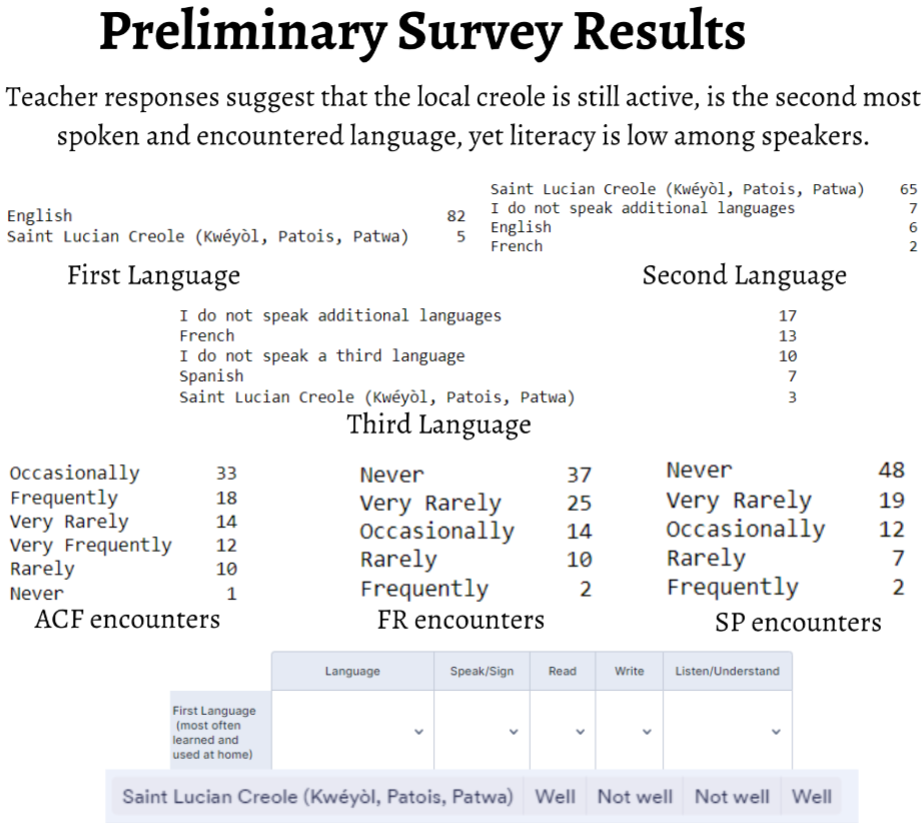 Preliminary Survey Results
Teacher responses suggest that the local creole is still active, is the second most
spoken and encountered language, yet literacy is low among speakers.
English 82
Saint Lucian Creole (Kwéyòl, Patois, Patwa) 5
First Language
Saint Lucian Creole (Kwéyòl, Patois, Patwa) 65
I do not speak additional languages 7
English 6
French 2
Second Language
I do not speak additional languages 17
French 13
I do not speak a third language 10
Spanish 7
Saint Lucian Creole (Kwéyòl, Patois, Patwa) 3
Third Language
Occasionally 33
Frequently 18
Very Rarely 14
Very Frequently 12
Rarely 10
Never 1
ACF encounters
Never 37
Very Rarely 25
Occasionally 14
Rarely 10
Frequently 2
FR encounters
Never 48
Very Rarely 19
Occasionally 12
Rarely 7
Frequently 2
SP encounters
Language Speak/Sign Read Write Listen/Understand
First Language
(most often
learned and
used at home)
Saint Lucian Creole (Kwéyòl, Patois, Patwa) Well Not well Not well Well